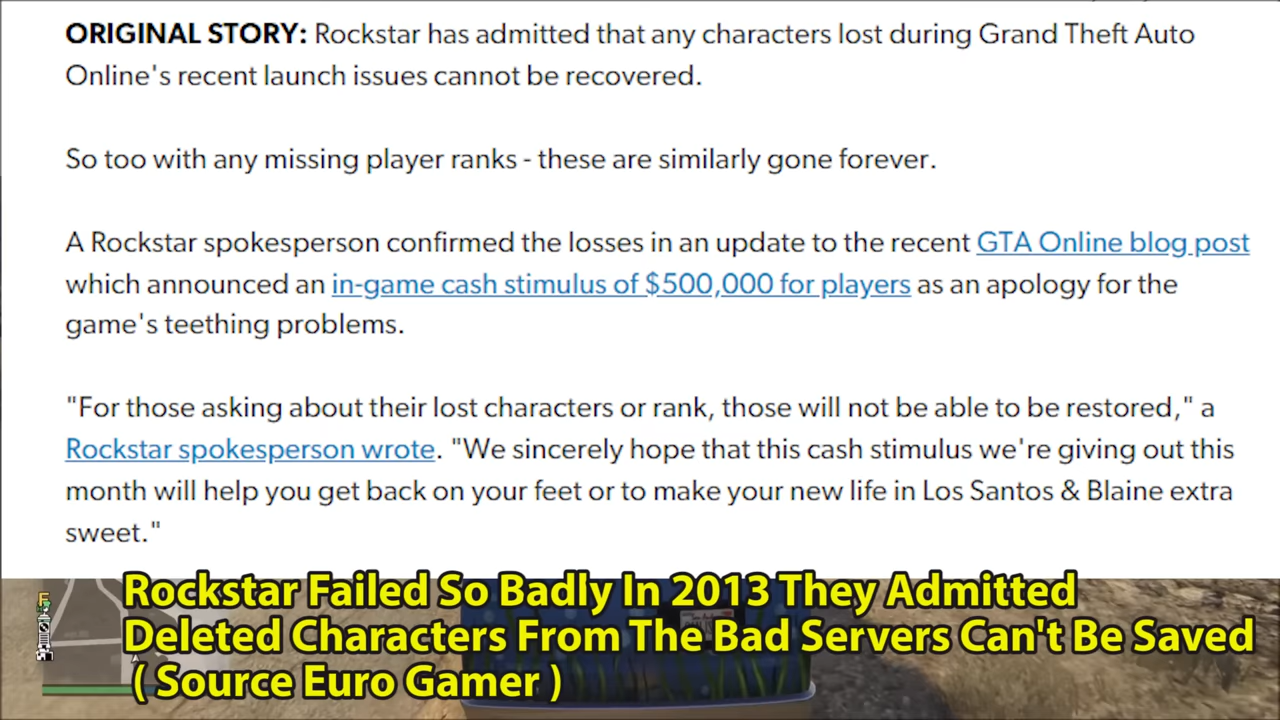 ORIGINAL STORY: Rockstar has admitted that any characters lost during Grand Theft Auto
Online's recent launch issues cannot be recovered.
So too with any missing player ranks - these are similarly gone forever.
A Rockstar spokesperson confirmed the losses in an update to the recent GTA Online blog post
which announced an in-game cash stimulus of $500,000 for players as an apology for the
game's teething problems.
"For those asking about their lost characters or rank, those will not be able to be restored," a
Rockstar spokesperson wrote. "We sincerely hope that this cash stimulus we're giving out this
month will help you get back on your feet or to make your new life in Los Santos & Blaine extra
sweet."
Rockstar Failed So Badly In 2013 They Admitted
Deleted Characters From The Bad Servers Can't Be Saved
( Source Euro Gamer )